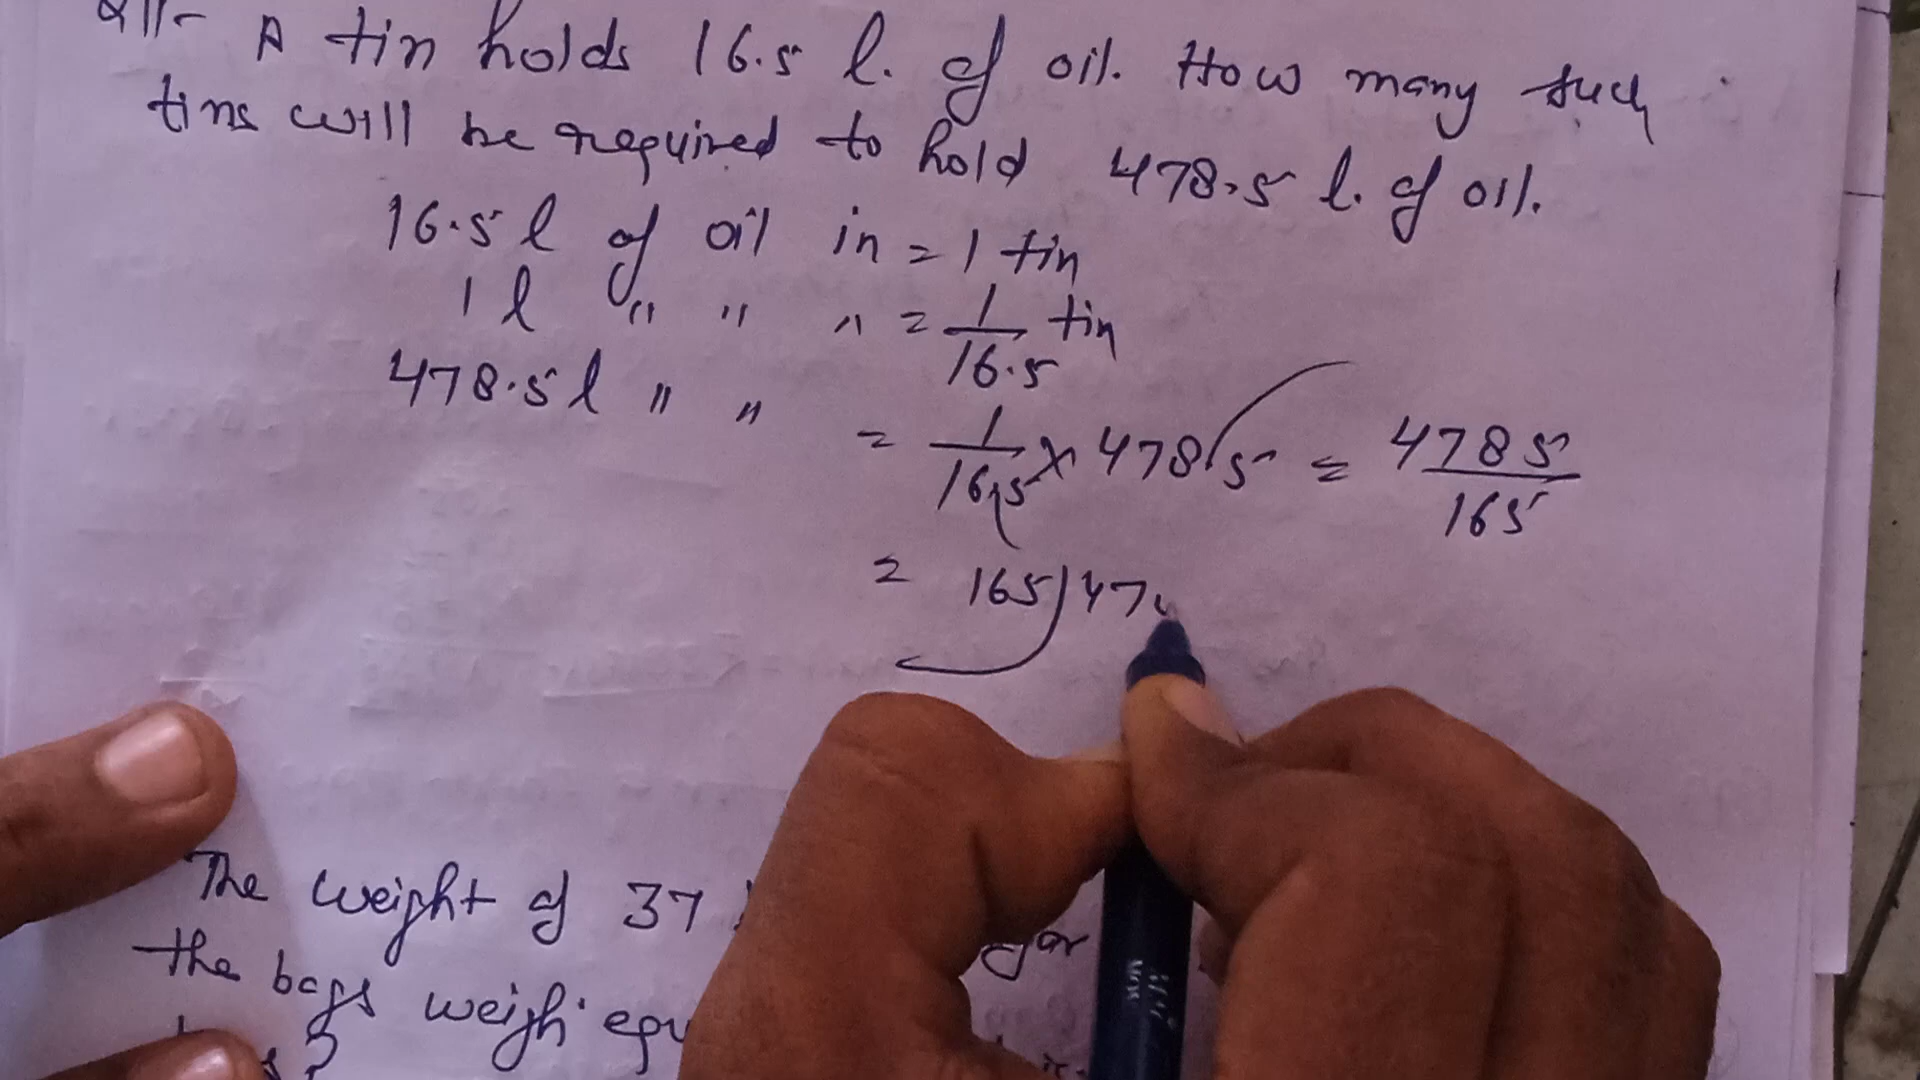 A tin holds 16.5 l. of oil. How many such
tins will be required to hold 478.5 l. of oil.
16.5 l of oil in = 1 tin
1 l " " " = 1/16.5 tin
478.5 l " "
= 1/16.5 × 478.5 = 4785/165
= 165)47
The weight of 37
the bags weigh